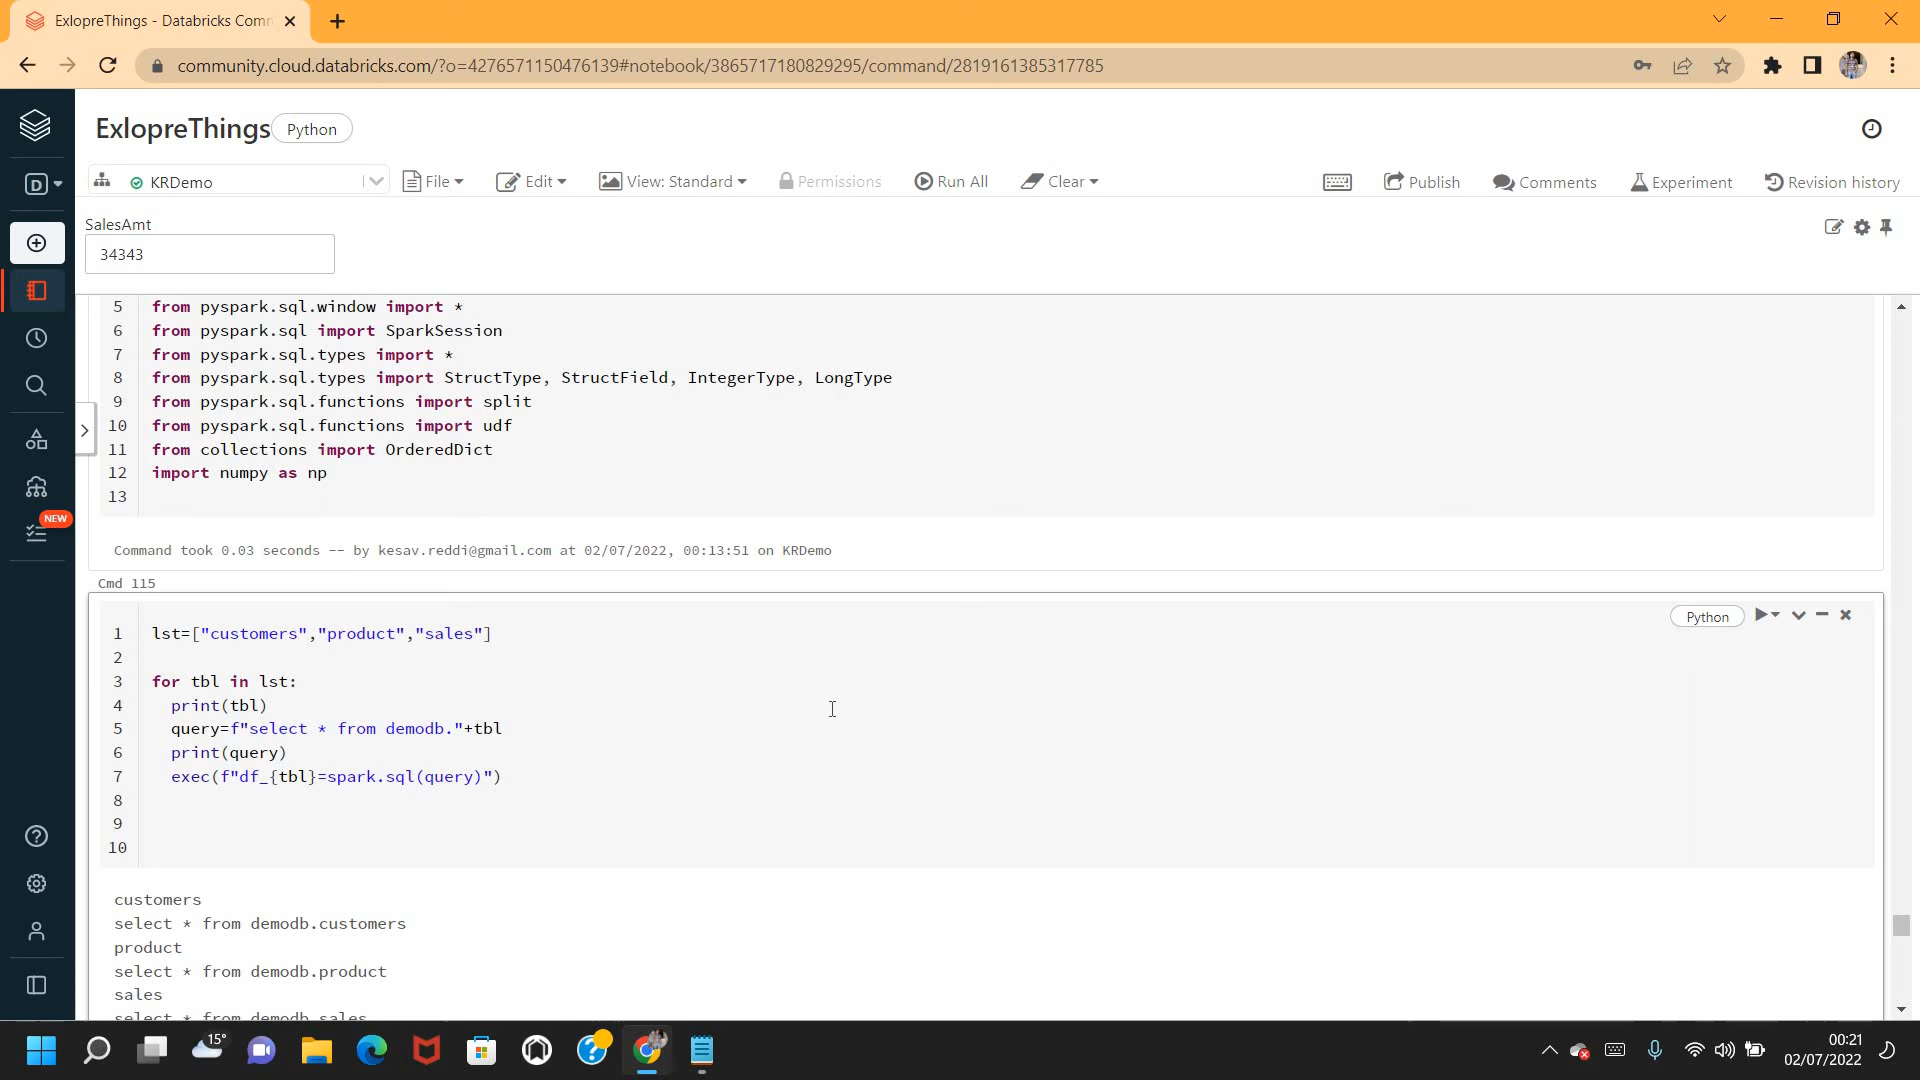 ExlopreThings - Databricks Comm
community.cloud.databricks.com/?o=4276571150476139#notebook/3865717180829295/command/2819161385317785
ExlopreThings Python
D KRDemo File Edit View: Standard Permissions Run All Clear Publish Comments Experiment Revision history
SalesAmt
34343
5 from pyspark.sql.window import *
6 from pyspark.sql import SparkSession
7 from pyspark.sql.types import *
8 from pyspark.sql.types import StructType, StructField, IntegerType, LongType
9 from pyspark.sql.functions import split
10 from pyspark.sql.functions import udf
11 from collections import OrderedDict
12 import numpy as np
13
NEW
Command took 0.03 seconds -- by kesav.reddi@gmail.com at 02/07/2022, 00:13:51 on KRDemo
Cmd 115
Python
1 lst=["customers","product","sales"]
2
3 for tbl in lst:
4 print(tbl)
5 query=f"select * from demodb."+tbl
6 print(query)
7 exec(f"df_{tbl}=spark.sql(query)")
8
9
10
customers
select * from demodb.customers
product
select * from demodb.product
sales
select * from demodb.sales
15°
00:21
02/07/2022